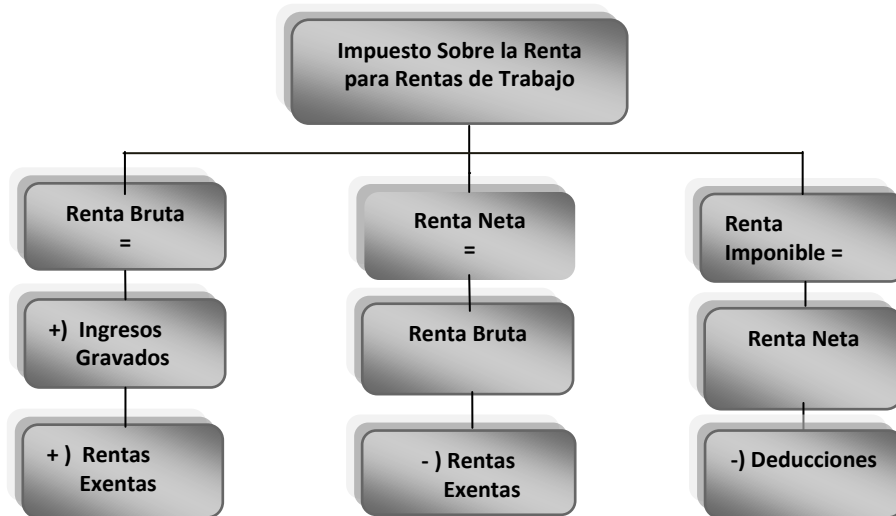 Impuesto Sobre la Renta
para Rentas de Trabajo
Renta Bruta
=
+) Ingresos
Gravados
+ ) Rentas
Exentas
Renta Neta
=
Renta Bruta
- ) Rentas
Exentas
Renta
Imponible =
Renta Neta
-) Deducciones